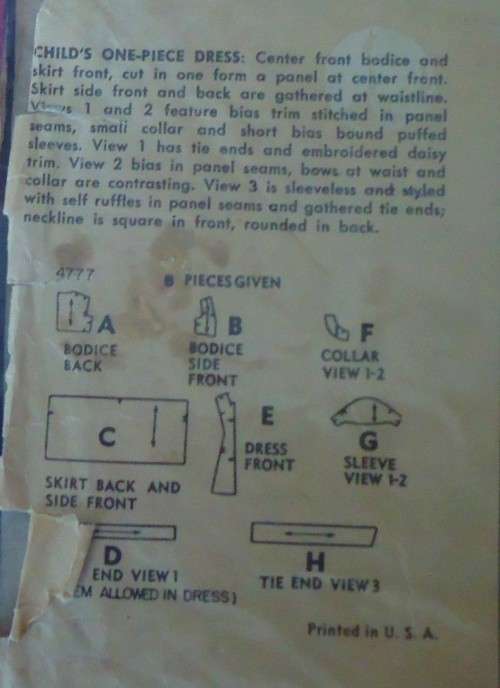 CHILD'S ONE-PIECE DRESS: Center front bodice and
skirt front, cut in one form a panel at center front.
Skirt side front and back are gathered at waistline.
Views 1 and 2 feature bias trim stitched in panel
seams, small collar and short bias bound puffed
sleeves. View 1 has tie ends and embroidered daisy
trim. View 2 bias in panel seams, bows at waist and
collar are contrasting. View 3 is sleeveless and styled
with self ruffles in panel seams and gathered tie ends;
neckline is square in front, rounded in back.
4777
8 PIECES GIVEN
A
BODICE
BACK
B
BODICE
SIDE
FRONT
F
COLLAR
VIEW 1-2
C
SKIRT BACK AND
SIDE FRONT
E
DRESS
FRONT
G
SLEEVE
VIEW 1-2
D
END VIEW 1
EM ALLOWED IN DRESS)
H
TIE END VIEW 3
Printed in U. S. A.